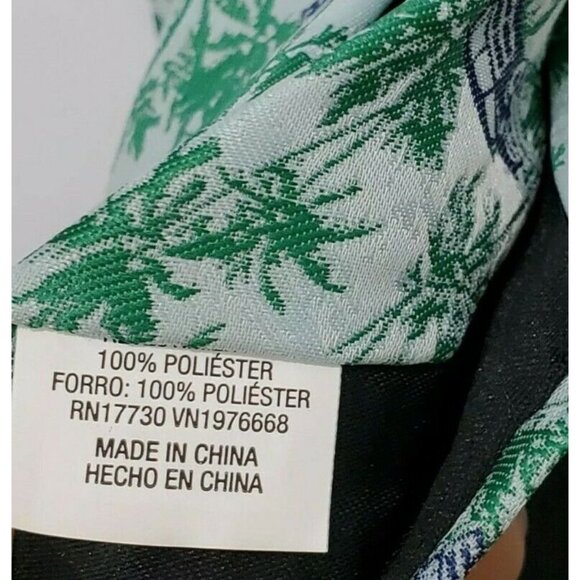 100% POLIÉSTER
FORRO: 100% POLIÉSTER
RN17730 VN1976668
MADE IN CHINA
HECHO EN CHINA